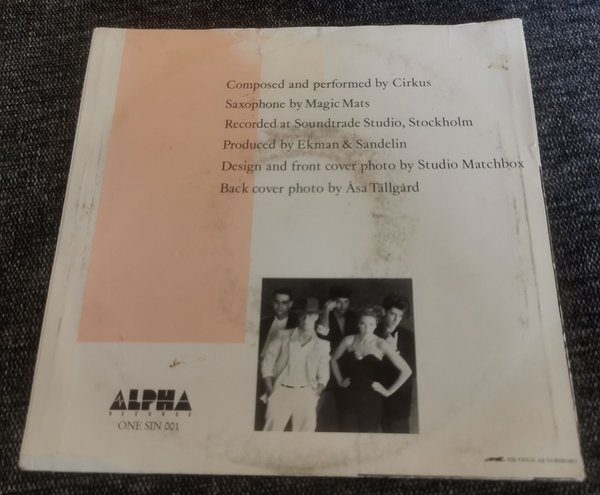 Composed and performed by Cirkus
Saxophone by Magic Mats
Recorded at Soundtrade Studio, Stockholm
Produced by Ekman & Sandelin
Design and front cover photo by Studio Matchbox
Back cover photo by Åsa Tällgård
ALPHA
RECORDS
ONE SIN 001